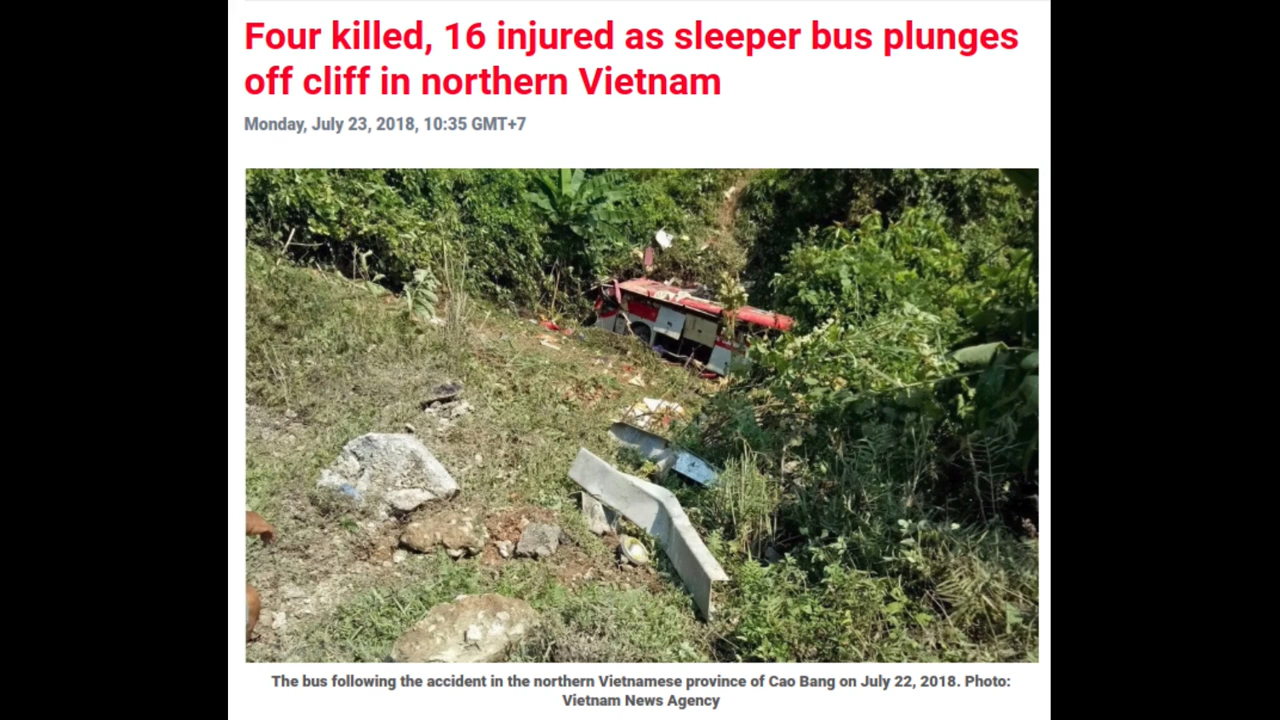 Four killed, 16 injured as sleeper bus plunges
off cliff in northern Vietnam
Monday, July 23, 2018, 10:35 GMT+7
The bus following the accident in the northern Vietnamese province of Cao Bang on July 22, 2018. Photo:
Vietnam News Agency